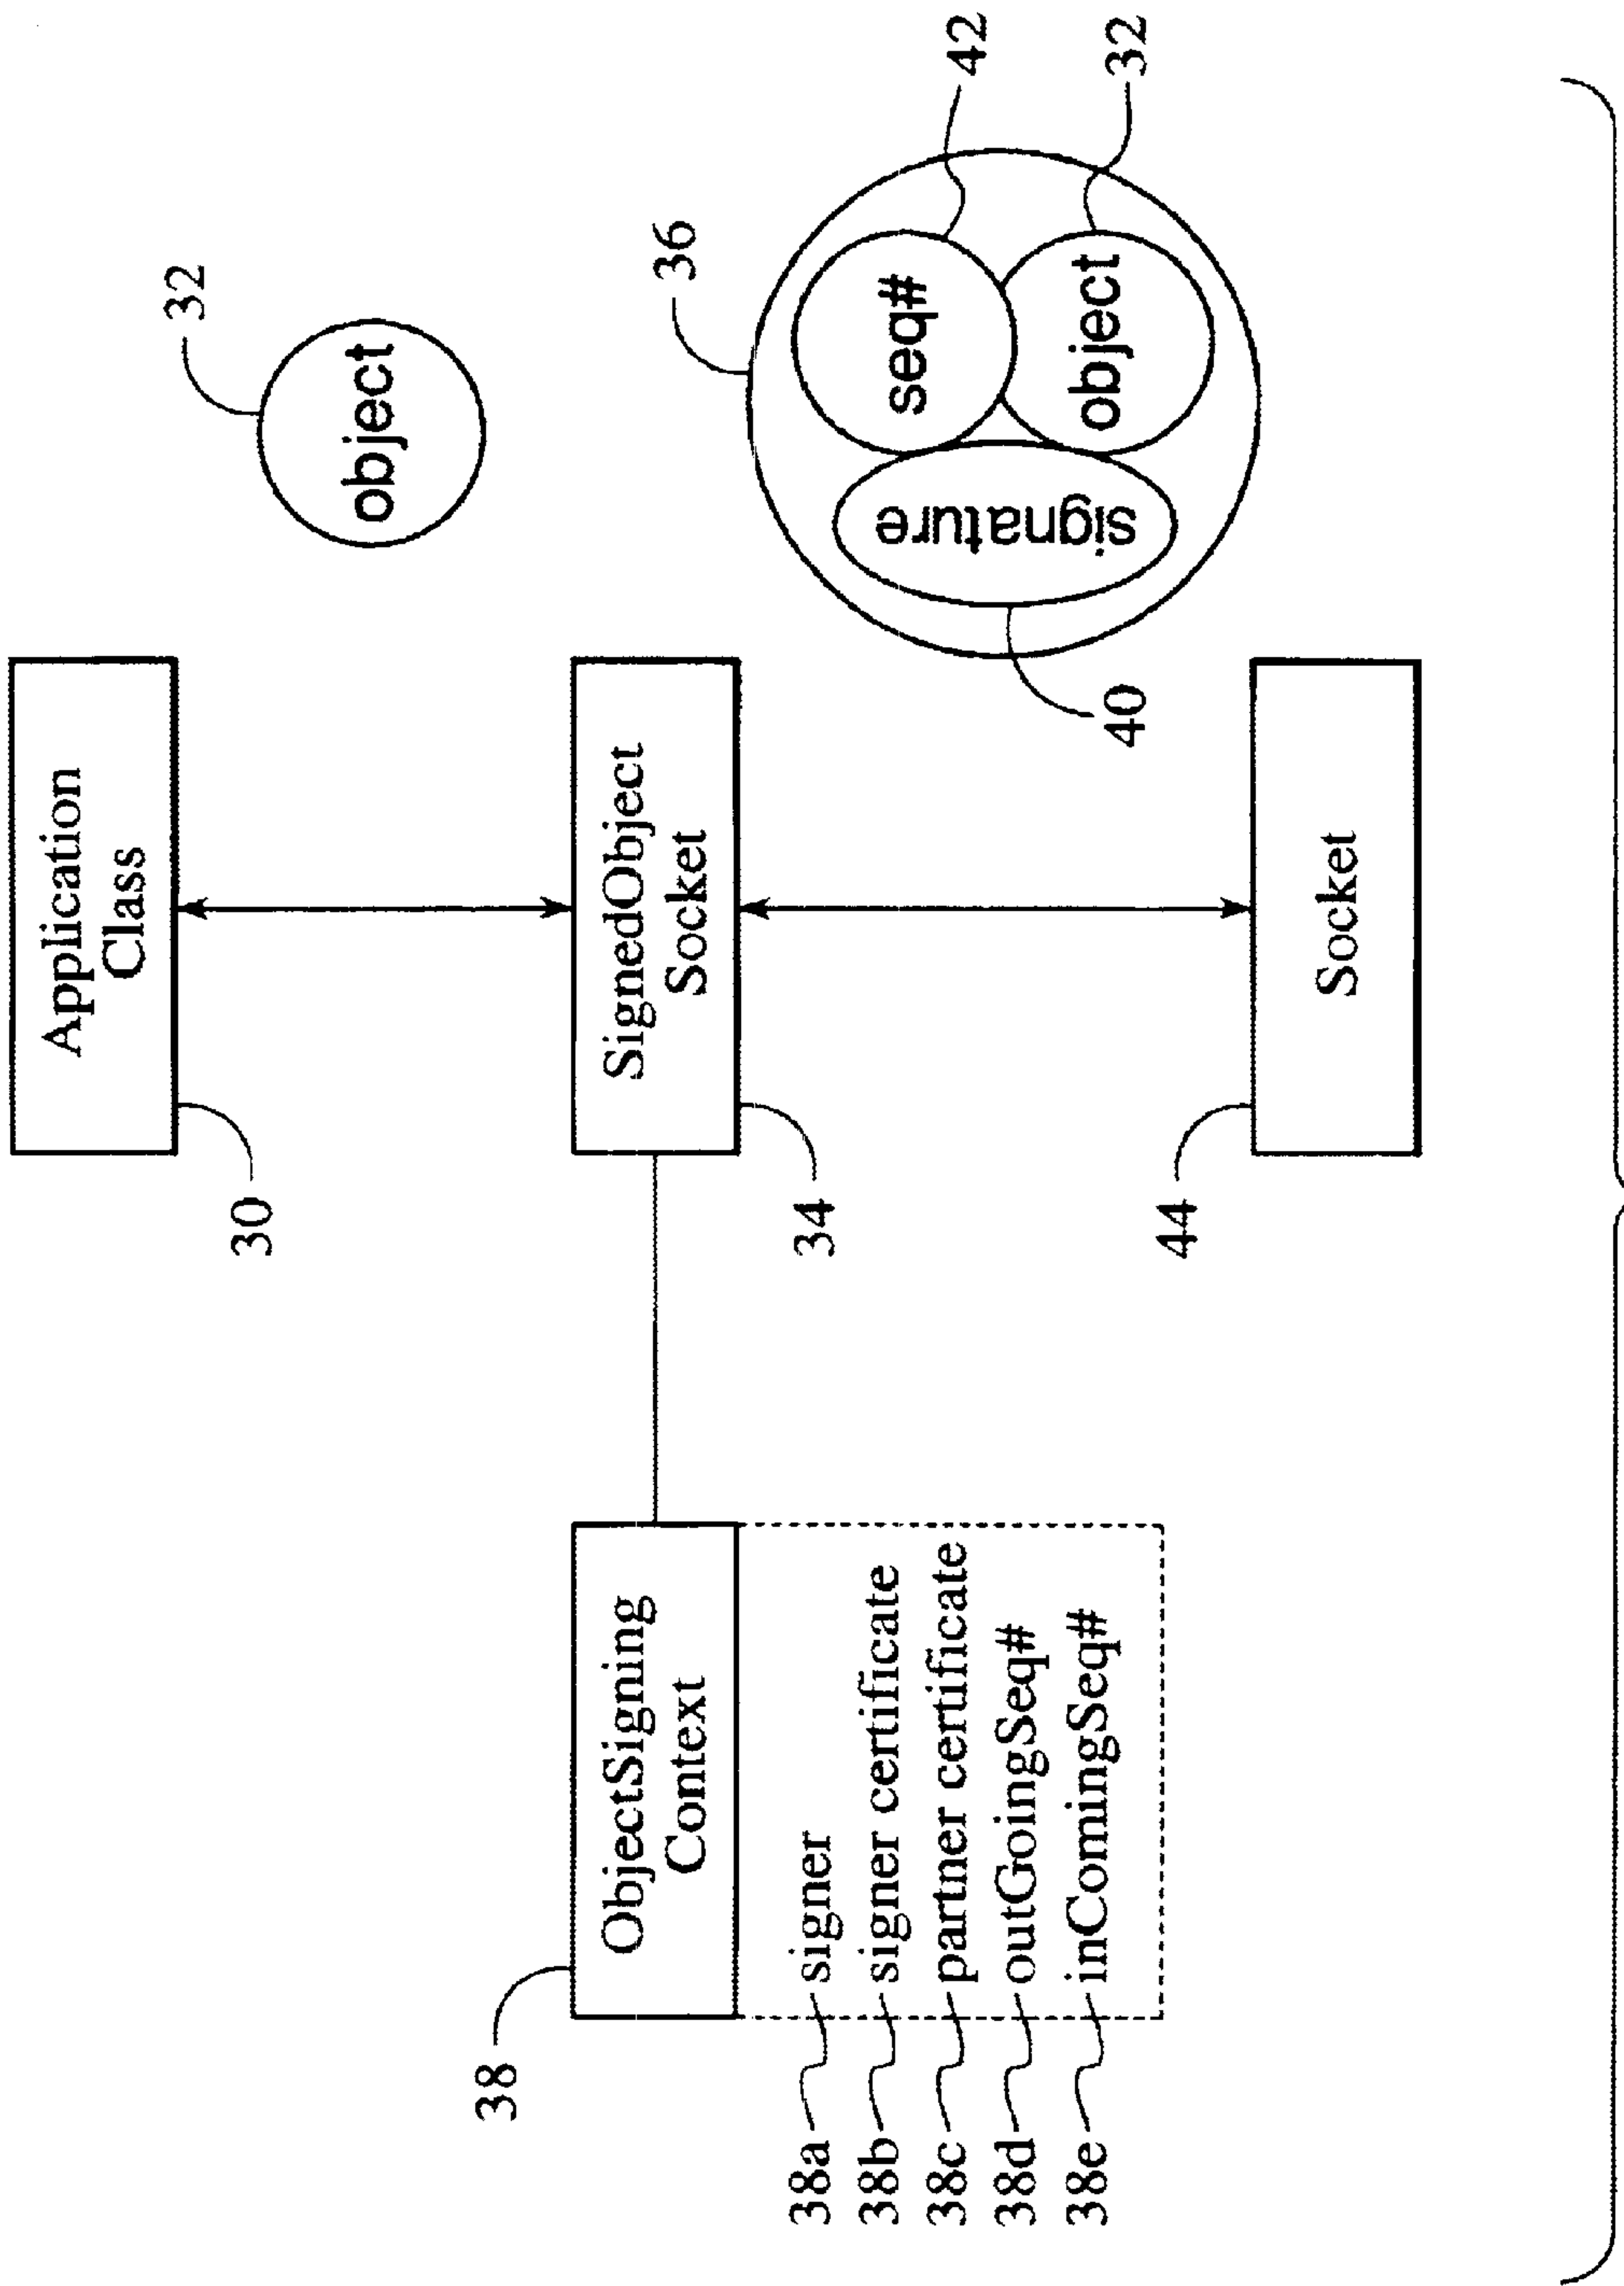 Application
Class
30
32
object
38
ObjectSigning
Context
SignedObject
Socket
34
36
seq#
42
signature
object
32
40
38a
signer
38b
signer certificate
38c
partner certificate
38d
outGoingSeq#
38e
inComingSeq#
44
Socket